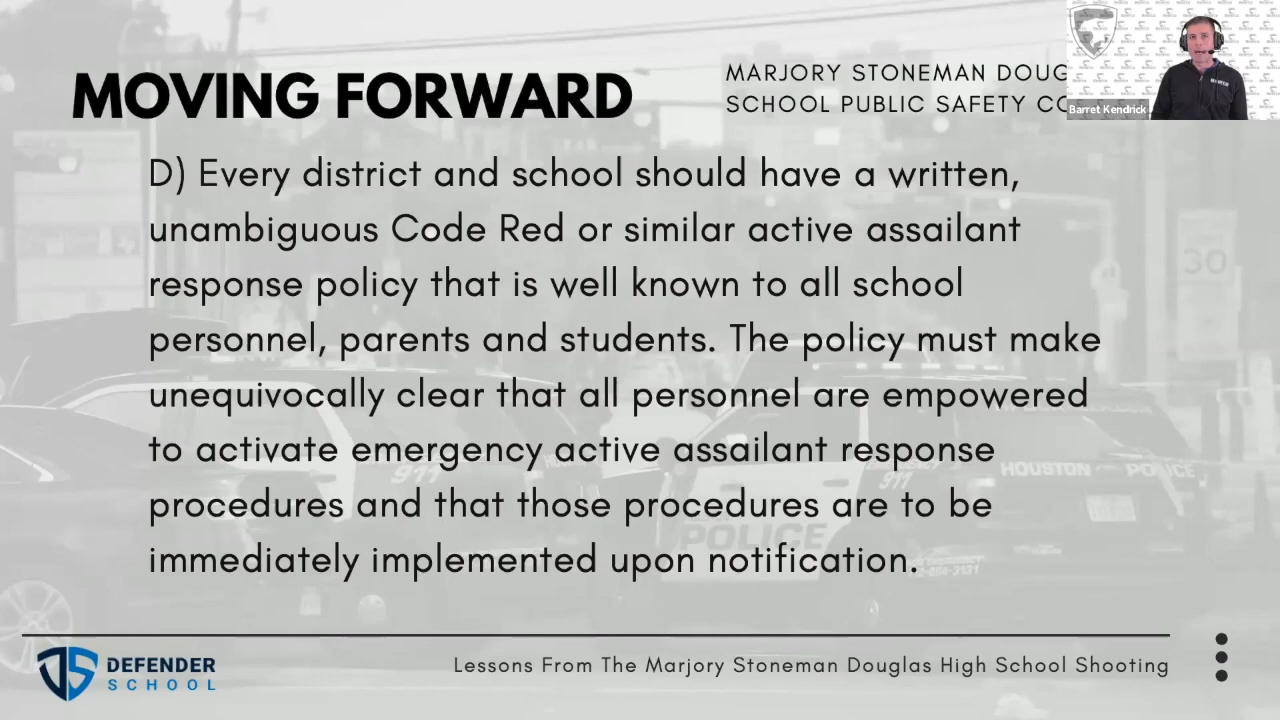 MOVING FORWARD
MARJORY STONEMAN DOUG
SCHOOL PUBLIC SAFETY CO
Barret Kendrick
D) Every district and school should have a written,
unambiguous Code Red or similar active assailant
response policy that is well known to all school
personnel, parents and students. The policy must make
unequivocally clear that all personnel are empowered
to activate emergency active assailant response
procedures and that those procedures are to be
immediately implemented upon notification.
30
911
911
HOUSTON POLICE
POLICE
DEFENDER
SCHOOL
Lessons From The Marjory Stoneman Douglas High School Shooting